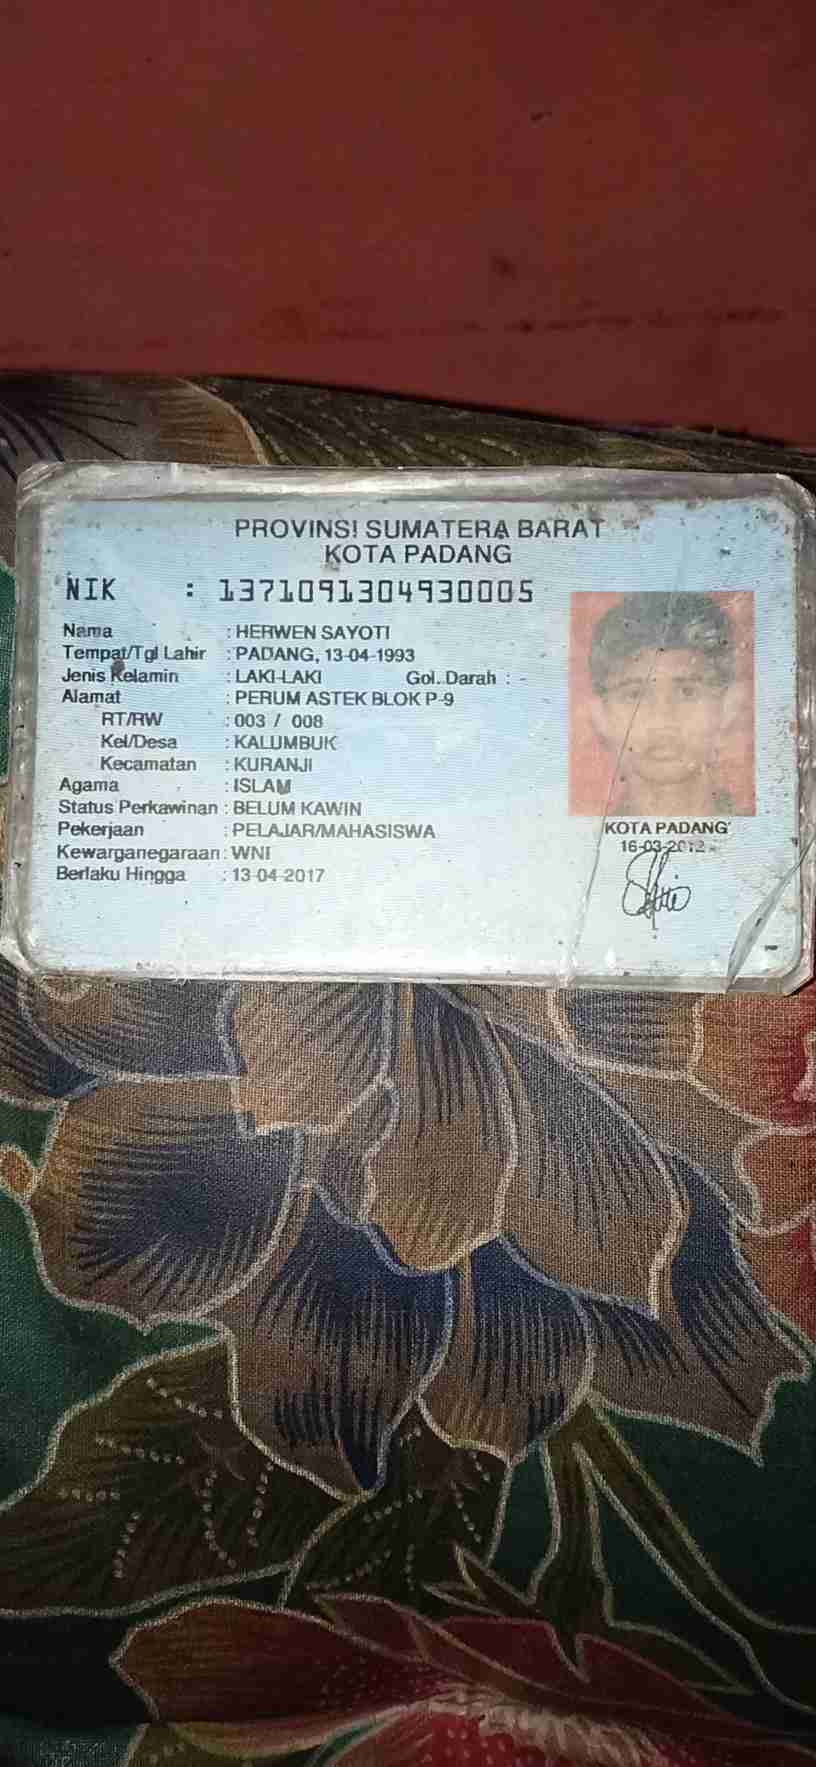 PROVINSI SUMATERA BARAT
KOTA PADANG
NIK : 1371091304930005
Nama : HERWEN SAYOTI
Tempat/Tgl Lahir : PADANG, 13-04-1993
Jenis Kelamin : LAKI-LAKI Gol. Darah : -
Alamat : PERUM ASTEK BLOK P-9
RT/RW : 003 / 008
Kel/Desa : KALUMBUK
Kecamatan : KURANJI
Agama : ISLAM
Status Perkawinan : BELUM KAWIN
Pekerjaan : PELAJAR/MAHASISWA
Kewarganegaraan : WNI
Berlaku Hingga : 13-04-2017
KOTA PADANG
16-03-2012